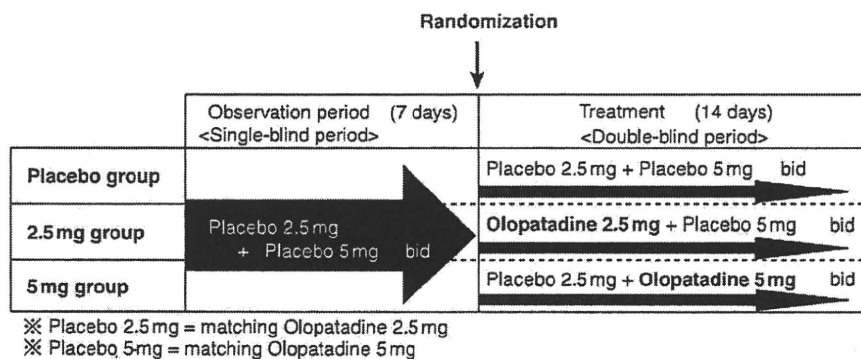 Randomization
Observation period (7 days)
<Single-blind period>
Treatment (14 days)
<Double-blind period>
Placebo group
2.5 mg group
5 mg group
Placebo 2.5 mg
+ Placebo 5 mg bid
Placebo 2.5 mg + Placebo 5 mg bid
Olopatadine 2.5 mg + Placebo 5 mg bid
Placebo 2.5 mg + Olopatadine 5 mg bid
※ Placebo 2.5 mg = matching Olopatadine 2.5 mg
※ Placebo 5 mg = matching Olopatadine 5 mg